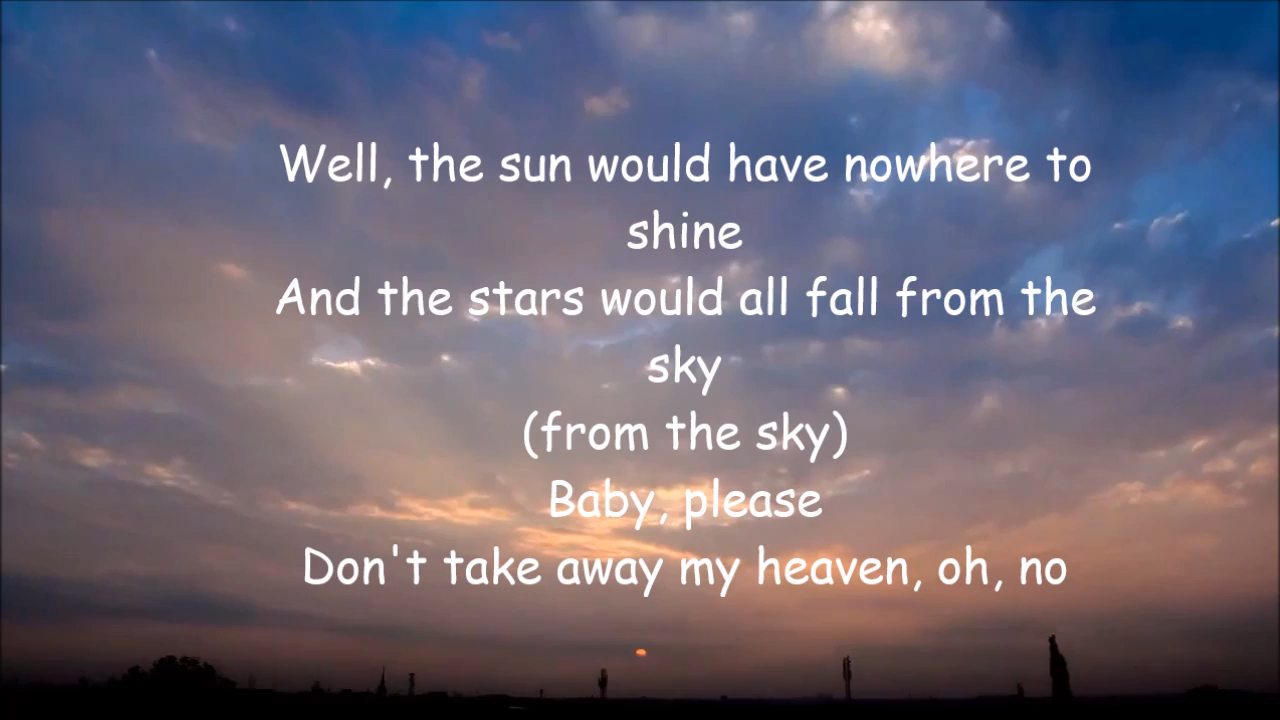 Well, the sun would have nowhere to
shine
And the stars would all fall from the
sky
(from the sky)
Baby, please
Don't take away my heaven, oh, no